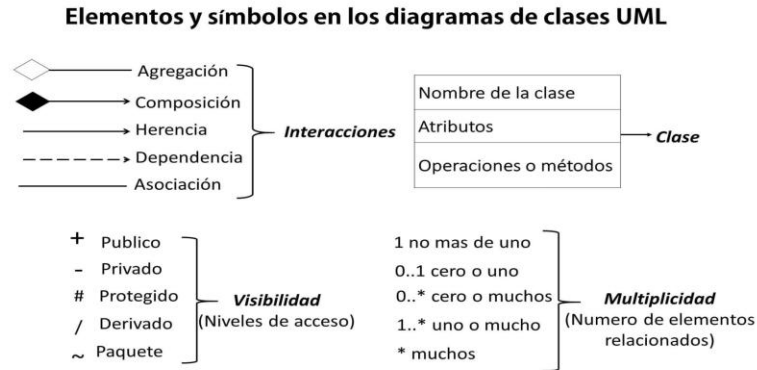 Elementos y símbolos en los diagramas de clases UML
Agregación
Composición
Herencia
Dependencia
Asociación
Interacciones
Nombre de la clase
Atributos
Operaciones o métodos
Clase
+ Publico
- Privado
# Protegido
/ Derivado
~ Paquete
Visibilidad
(Niveles de acceso)
1 no mas de uno
0..1 cero o uno
0..* cero o muchos
1..* uno o mucho
* muchos
Multiplicidad
(Numero de elementos
relacionados)